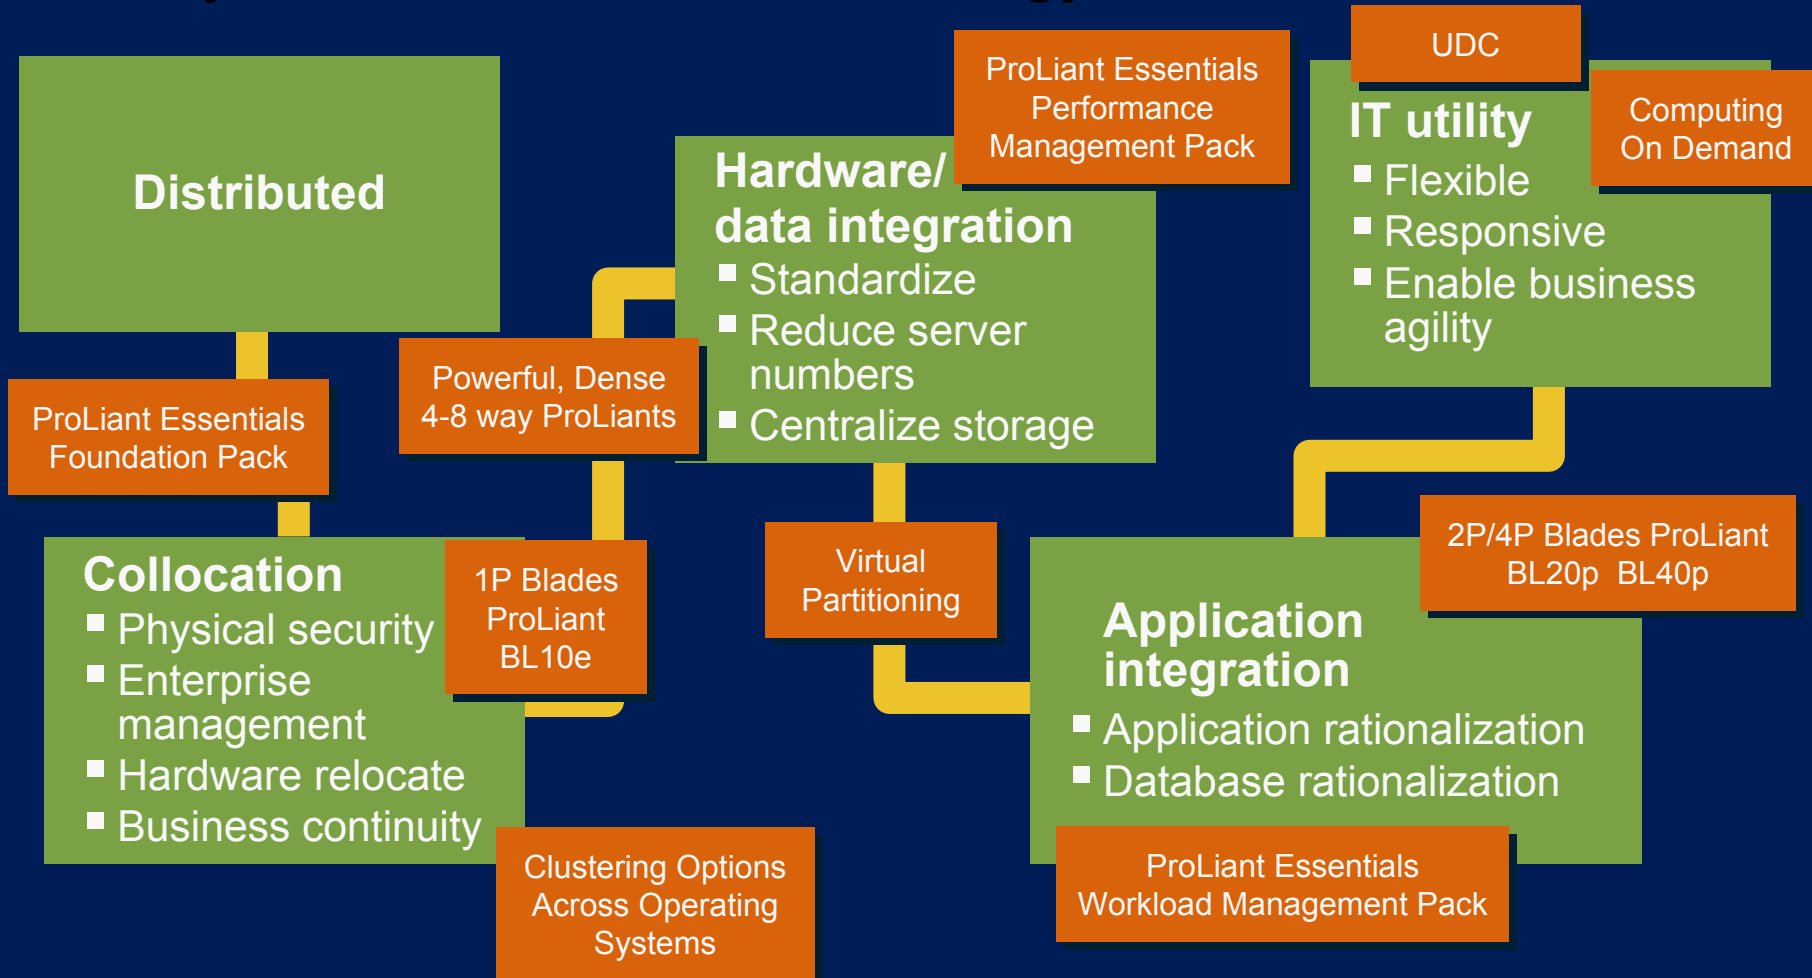 Distributed
ProLiant Essentials
Foundation Pack
Collocation
Physical security
Enterprise
management
Hardware relocate
Business continuity
1P Blades
ProLiant
BL10e
Clustering Options
Across Operating
Systems
Powerful, Dense
4-8 way ProLiants
Hardware/
data integration
Standardize
Reduce server
numbers
Centralize storage
ProLiant Essentials
Performance
Management Pack
Virtual
Partitioning
Application
integration
Application rationalization
Database rationalization
2P/4P Blades ProLiant
BL20p BL40p
ProLiant Essentials
Workload Management Pack
UDC
IT utility
Flexible
Responsive
Enable business
agility
Computing
On Demand